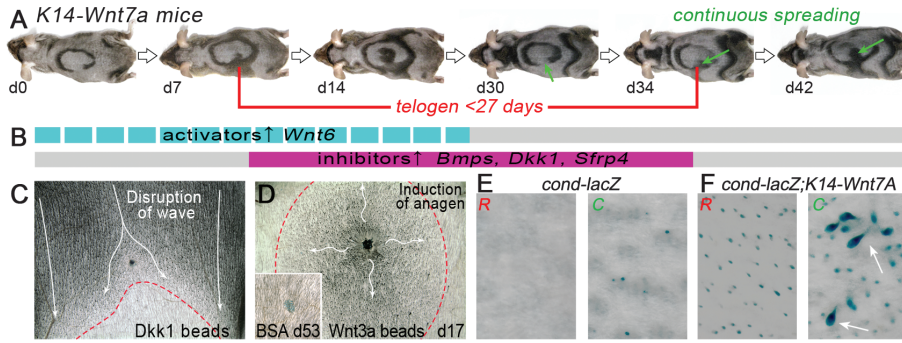 A K14-Wnt7a mice
continuous spreading
d0 d7 d14 d30 d34 d42
telogen <27 days
B activators↑ Wnt6
inhibitors↑ Bmps, Dkk1, Sfrp4
C Disruption of wave
Dkk1 beads
D Induction of anagen
BSA d53 Wnt3a beads d17
E cond-lacZ
R C
F cond-lacZ;K14-Wnt7A
R C